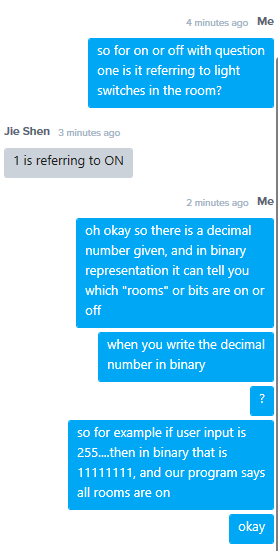 4 minutes ago Me
so for on or off with question
one is it referring to light
switches in the room?
Jie Shen 3 minutes ago
1 is referring to ON
2 minutes ago Me
oh okay so there is a decimal
number given, and in binary
representation it can tell you
which "rooms" or bits are on or
off
when you write the decimal
number in binary
?
so for example if user input is
255....then in binary that is
11111111, and our program says
all rooms are on
okay